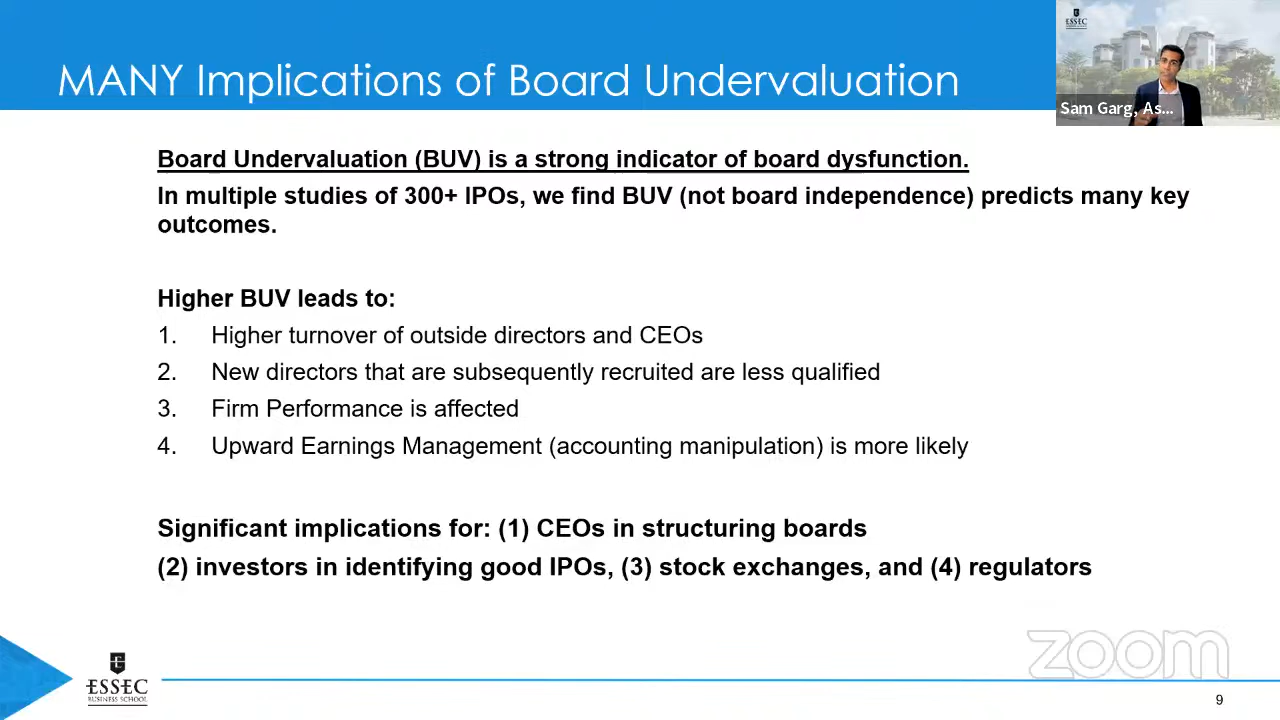 ESSEC
MANY Implications of Board Undervaluation
Sam Garg, As...
Board Undervaluation (BUV) is a strong indicator of board dysfunction.
In multiple studies of 300+ IPOs, we find BUV (not board independence) predicts many key
outcomes.
Higher BUV leads to:
1. Higher turnover of outside directors and CEOs
2. New directors that are subsequently recruited are less qualified
3. Firm Performance is affected
4. Upward Earnings Management (accounting manipulation) is more likely
Significant implications for: (1) CEOs in structuring boards
(2) investors in identifying good IPOs, (3) stock exchanges, and (4) regulators
zoom
ESSEC
BUSINESS SCHOOL
9